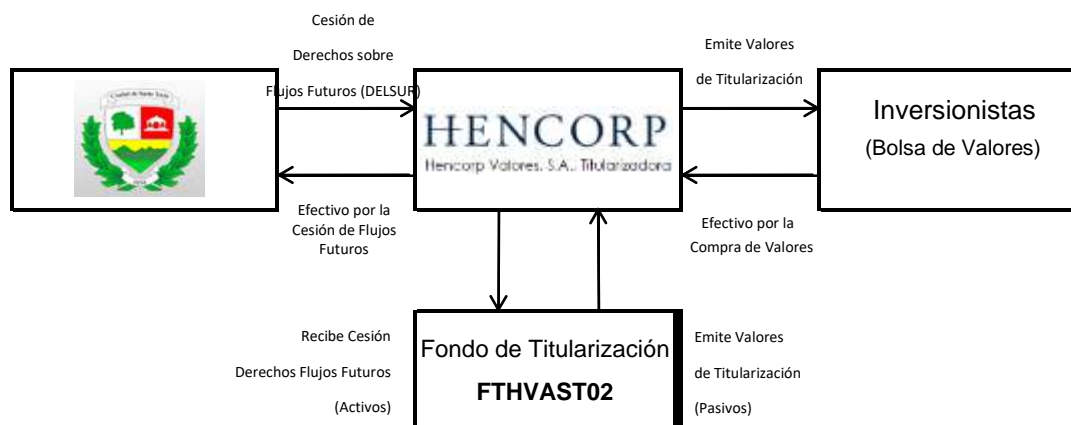 Cesión de
Derechos sobre
Flujos Futuros (DELSUR)
Emite Valores
de Titularización
HENCORP
Hencorp Valores, S.A., Titularizadora
Inversionistas
(Bolsa de Valores)
Efectivo por la
Cesión de Flujos
Futuros
Efectivo por la
Compra de Valores
Recibe Cesión
Derechos Flujos Futuros
(Activos)
Fondo de Titularización
FTHVAST02
Emite Valores
de Titularización
(Pasivos)